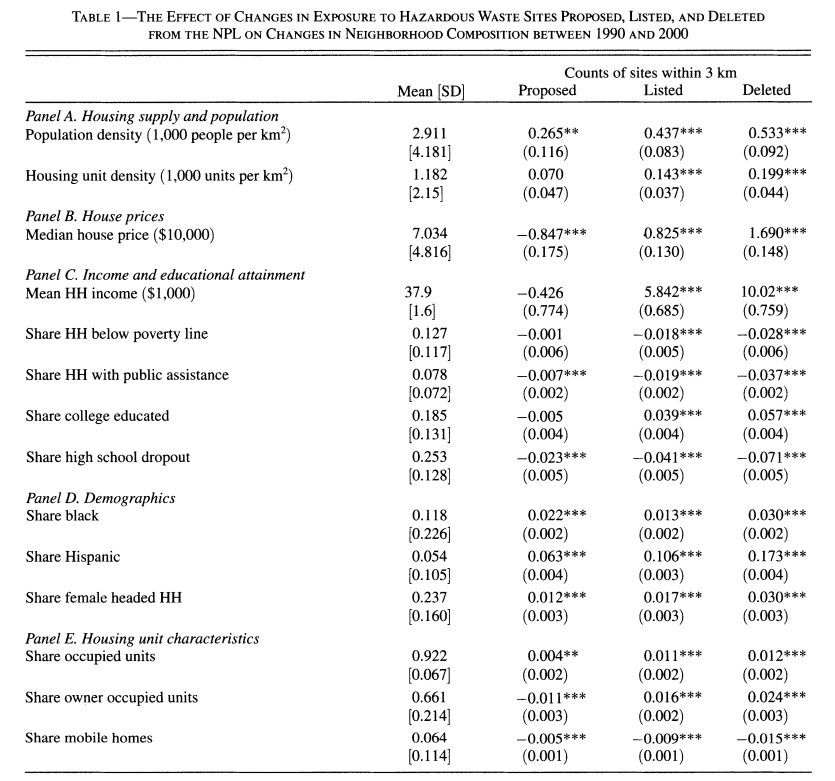 TABLE 1—THE EFFECT OF CHANGES IN EXPOSURE TO HAZARDOUS WASTE SITES PROPOSED, LISTED, AND DELETED
FROM THE NPL ON CHANGES IN NEIGHBORHOOD COMPOSITION BETWEEN 1990 AND 2000
Counts of sites within 3 km
Mean [SD] Proposed Listed Deleted
Panel A. Housing supply and population
Population density (1,000 people per km²) 2.911 0.265** 0.437*** 0.533***
[4.181] (0.116) (0.083) (0.092)
Housing unit density (1,000 units per km²) 1.182 0.070 0.143*** 0.199***
[2.15] (0.047) (0.037) (0.044)
Panel B. House prices
Median house price ($10,000) 7.034 −0.847*** 0.825*** 1.690***
[4.816] (0.175) (0.130) (0.148)
Panel C. Income and educational attainment
Mean HH income ($1,000) 37.9 −0.426 5.842*** 10.02***
[1.6] (0.774) (0.685) (0.759)
Share HH below poverty line 0.127 −0.001 −0.018*** −0.028***
[0.117] (0.006) (0.005) (0.006)
Share HH with public assistance 0.078 −0.007*** −0.019*** −0.037***
[0.072] (0.002) (0.002) (0.002)
Share college educated 0.185 −0.005 0.039*** 0.057***
[0.131] (0.004) (0.004) (0.004)
Share high school dropout 0.253 −0.023*** −0.041*** −0.071***
[0.128] (0.005) (0.005) (0.005)
Panel D. Demographics
Share black 0.118 0.022*** 0.013*** 0.030***
[0.226] (0.002) (0.002) (0.002)
Share Hispanic 0.054 0.063*** 0.106*** 0.173***
[0.105] (0.004) (0.003) (0.004)
Share female headed HH 0.237 0.012*** 0.017*** 0.030***
[0.160] (0.003) (0.003) (0.003)
Panel E. Housing unit characteristics
Share occupied units 0.922 0.004** 0.011*** 0.012***
[0.067] (0.002) (0.002) (0.002)
Share owner occupied units 0.661 −0.011*** 0.016*** 0.024***
[0.214] (0.003) (0.002) (0.003)
Share mobile homes 0.064 −0.005*** −0.009*** −0.015***
[0.114] (0.001) (0.001) (0.001)